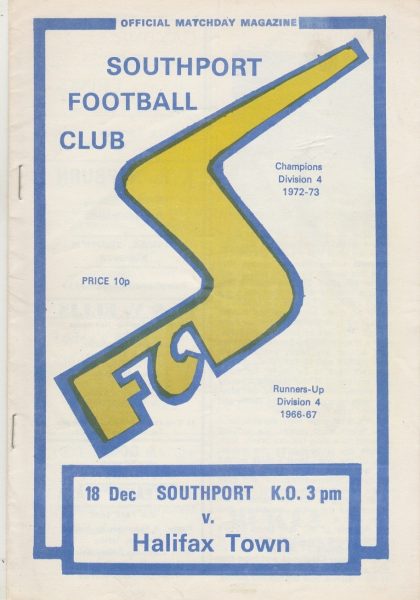 OFFICIAL MATCHDAY MAGAZINE
SOUTHPORT
FOOTBALL
CLUB
Champions
Division 4
1972-73
PRICE 10p
FC
Runners-Up
Division 4
1966-67
18 Dec SOUTHPORT K.O. 3 pm
v.
Halifax Town